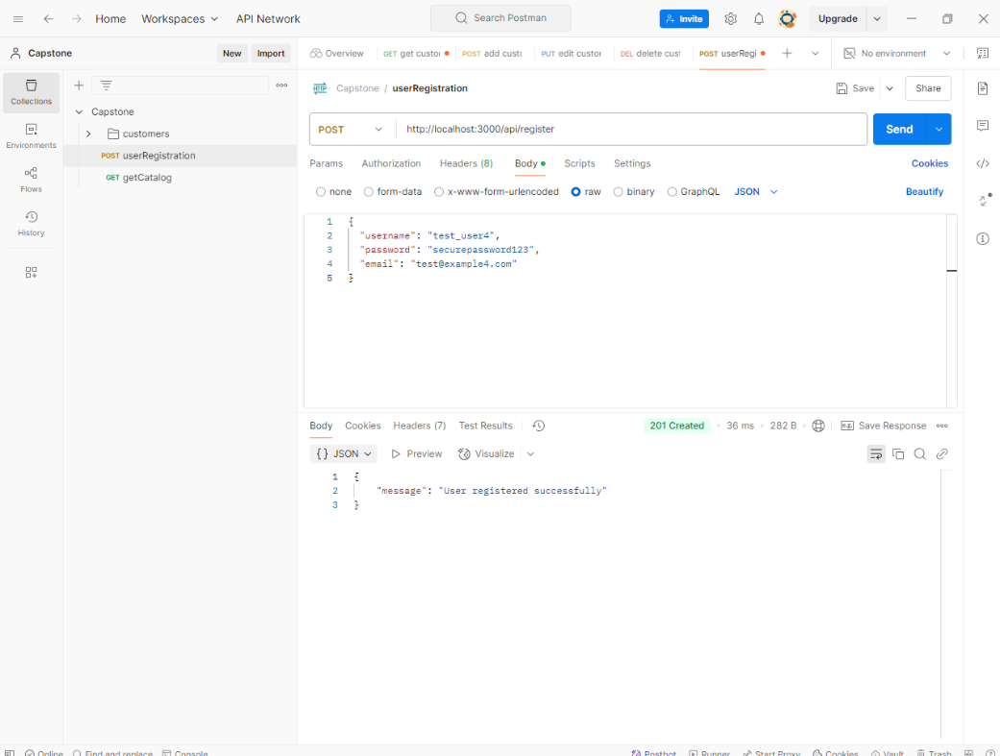 Home Workspaces API Network Search Postman Invite Upgrade
Capstone New Import Overview GET get custor POST add custo PUT edit custor DEL delete cust POST userRegi No environment
Collections
Environments
Flows
History
Capstone
customers
POST userRegistration
GET getCatalog
HTTP Capstone / userRegistration Save Share
POST http://localhost:3000/api/register Send
Params Authorization Headers (8) Body Scripts Settings Cookies
none form-data x-www-form-urlencoded raw binary GraphQL JSON Beautify
1 {
2 "username": "test_user4",
3 "password": "securepassword123",
4 "email": "test@example4.com"
5 }
Body Cookies Headers (7) Test Results 201 Created 36 ms 282 B e.g. Save Response
{} JSON Preview Visualize
1 {
2 "message": "User registered successfully"
3 }
Online Find and replace Console Postbot Runner Start Proxy Cookies Vault Trash